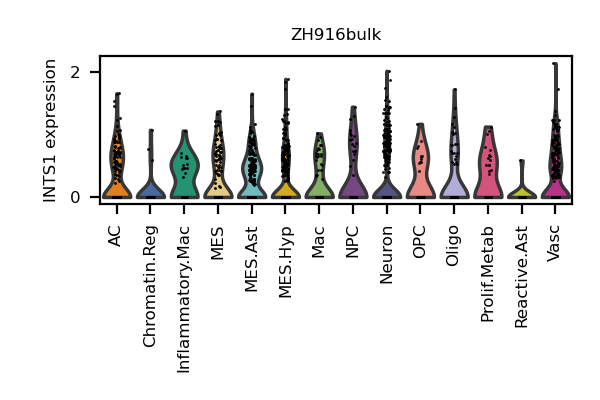 ZH916bulk
INTS1 expression
2
0
AC
Chromatin.Reg
Inflammatory.Mac
MES
MES.Ast
MES.Hyp
Mac
NPC
Neuron
OPC
Oligo
Prolif.Metab
Reactive.Ast
Vasc